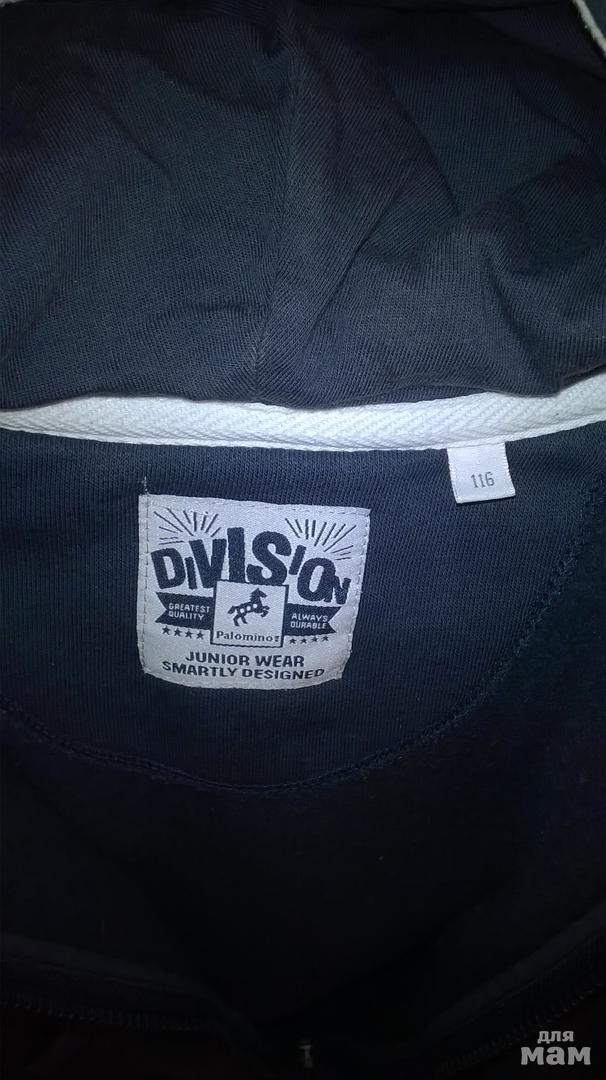 116
DIVISION
GREATEST
QUALITY
ALWAYS
DURABLE
Palomino
JUNIOR WEAR
SMARTLY DESIGNED
для
мам